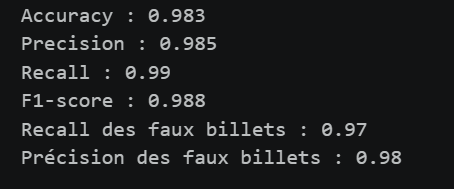 Accuracy : 0.983
Precision : 0.985
Recall : 0.99
F1-score : 0.988
Recall des faux billets : 0.97
Précision des faux billets : 0.98